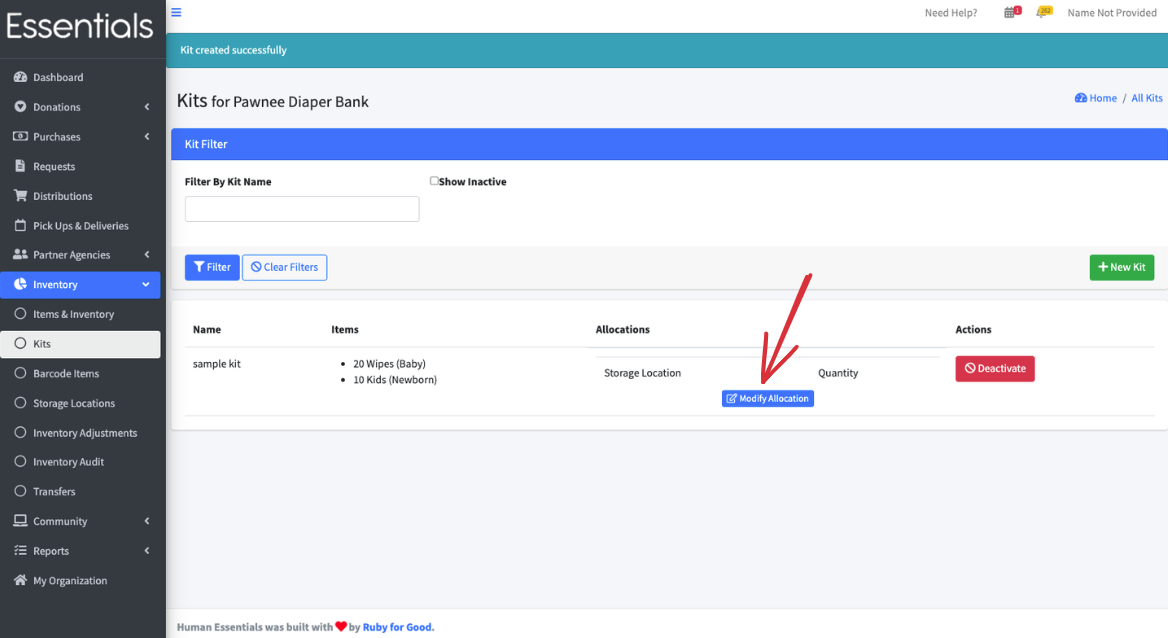 Essentials
Need Help?
1
262
Name Not Provided
Kit created successfully
Dashboard
Donations
Purchases
Requests
Distributions
Pick Ups & Deliveries
Partner Agencies
Inventory
Items & Inventory
Kits
Barcode Items
Storage Locations
Inventory Adjustments
Inventory Audit
Transfers
Community
Reports
My Organization
Kits for Pawnee Diaper Bank
Home / All Kits
Kit Filter
Filter By Kit Name
Show Inactive
Filter
Clear Filters
New Kit
Name Items Allocations Actions
sample kit
20 Wipes (Baby)
10 Kids (Newborn)
Storage Location Quantity
Modify Allocation
Deactivate
Human Essentials was built with ❤ by Ruby for Good.